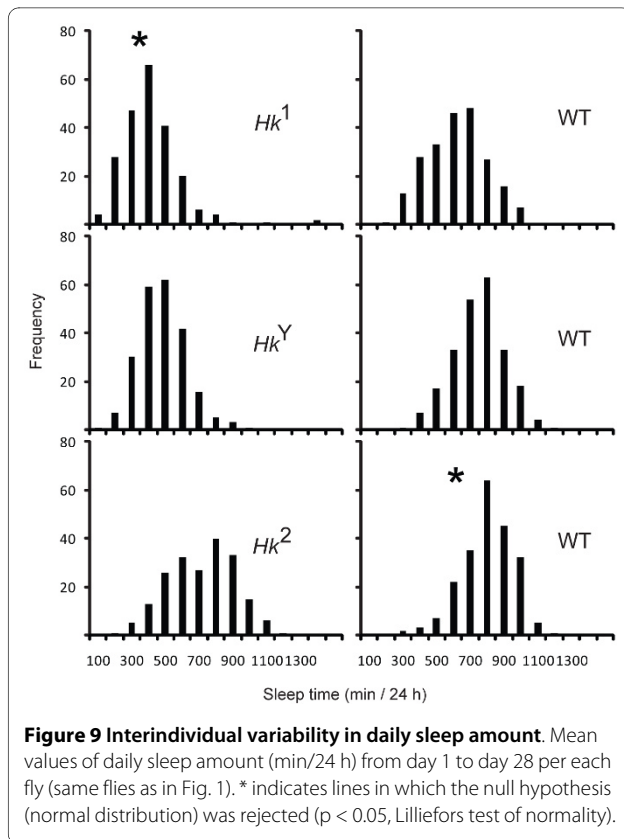 80
60
40
20
*
Hk¹
WT
80
60
40
20
Frequency
Hkʸ
WT
80
60
40
20
Hk²
*
WT
100 300 500 700 900 1100 1300
100 300 500 700 900 1100 1300
Sleep time (min / 24 h)
Figure 9 Interindividual variability in daily sleep amount. Mean
values of daily sleep amount (min/24 h) from day 1 to day 28 per each
fly (same flies as in Fig. 1). * indicates lines in which the null hypothesis
(normal distribution) was rejected (p < 0.05, Lilliefors test of normality).